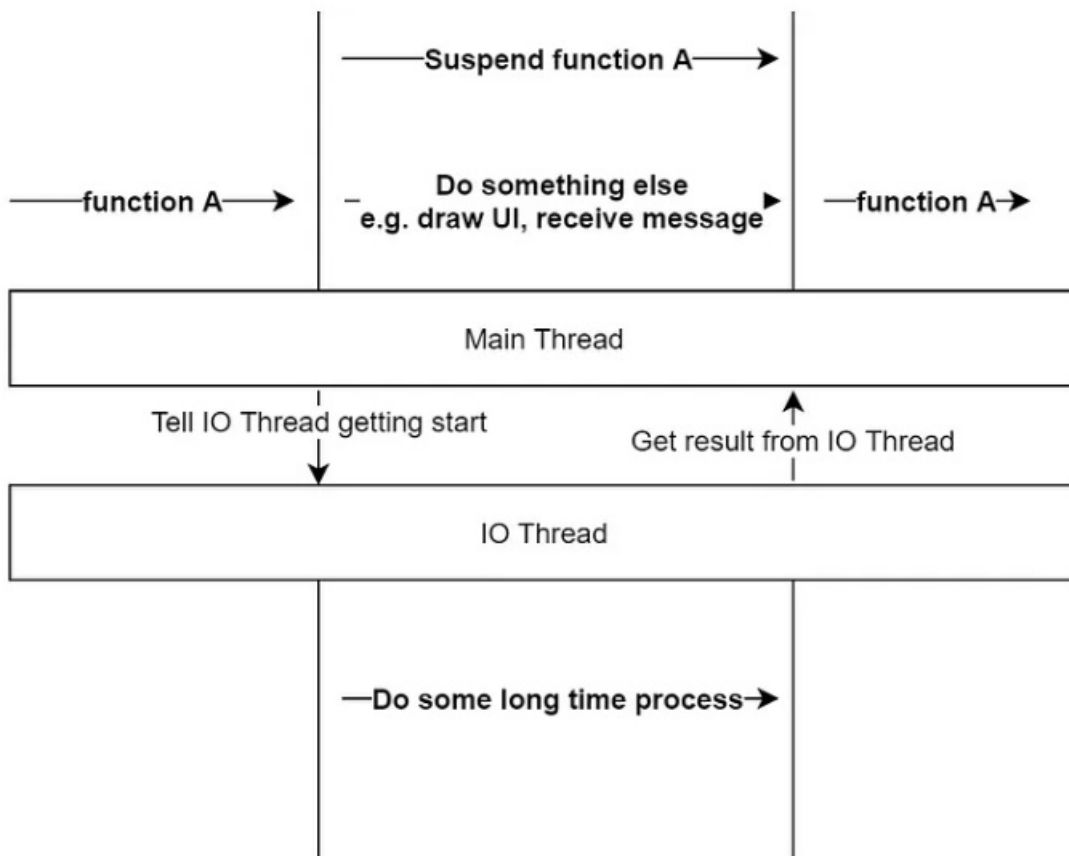 Suspend function A
function A
Do something else
e.g. draw UI, receive message
function A
Main Thread
Tell IO Thread getting start
Get result from IO Thread
IO Thread
Do some long time process